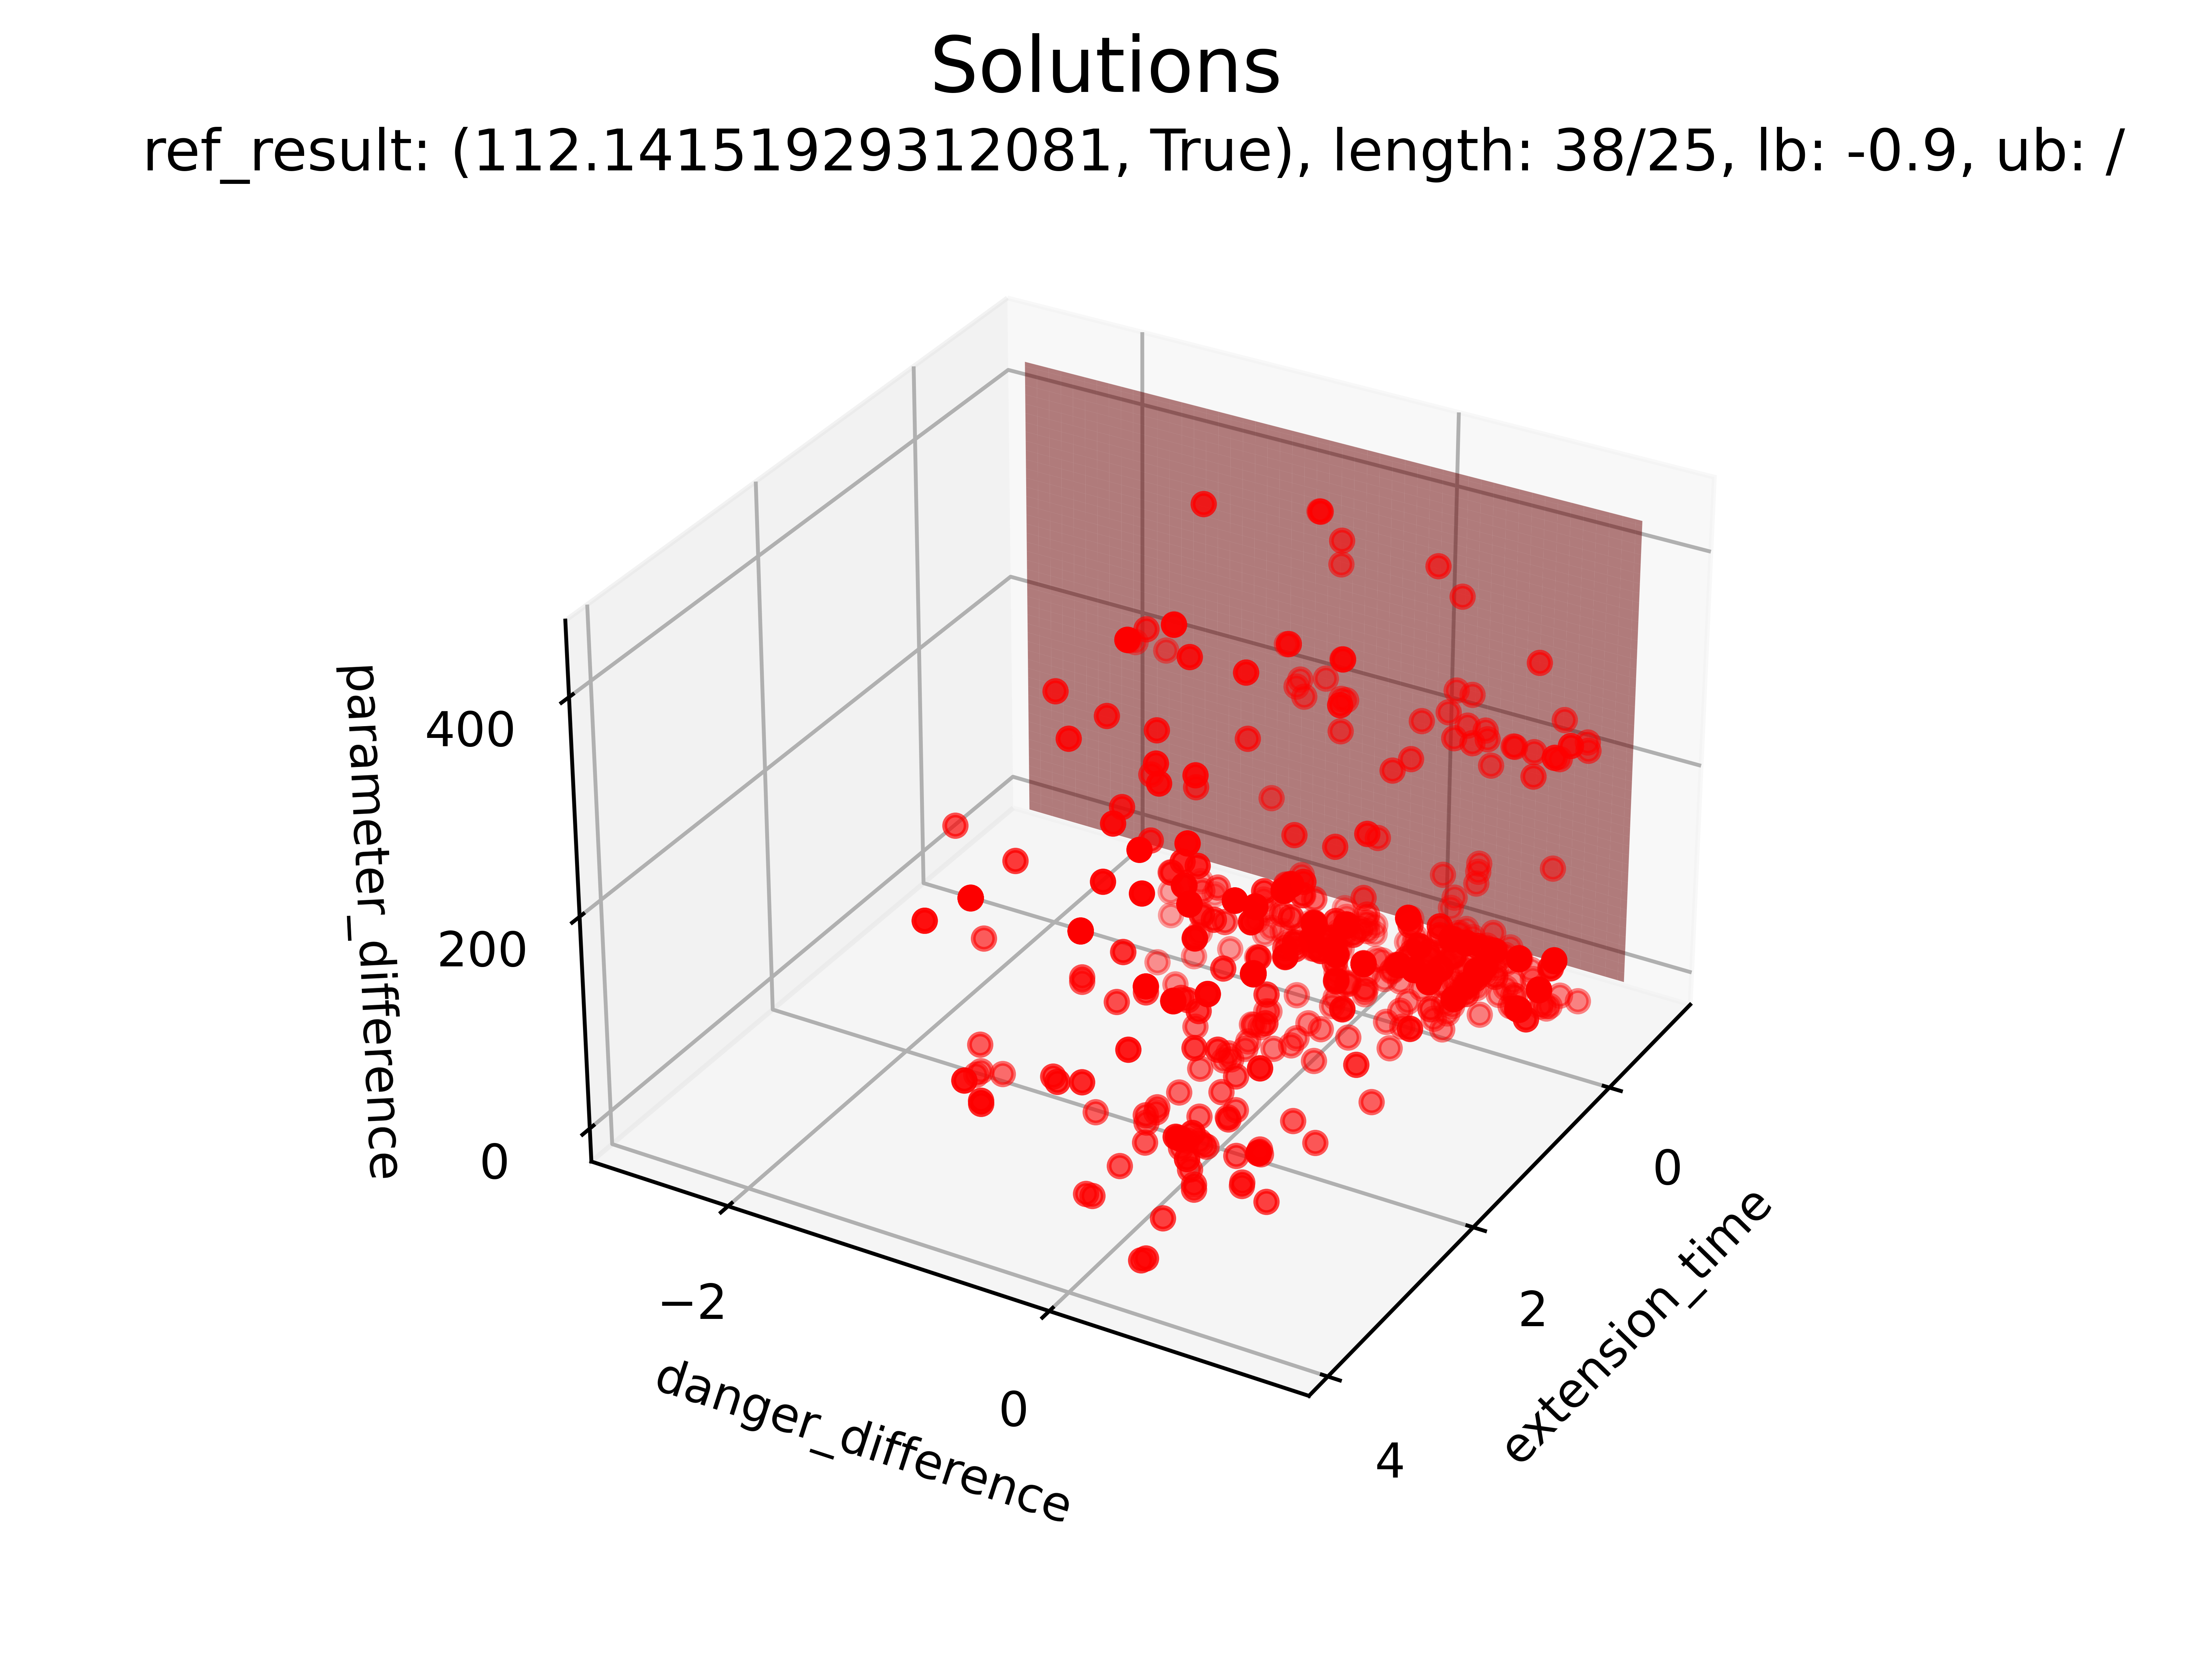 Solutions
ref_result: (112.14151929312081, True), length: 38/25, lb: -0.9, ub: /
parameter_difference
400
200
0
−2
0
danger_difference
0
2
4
extension_time